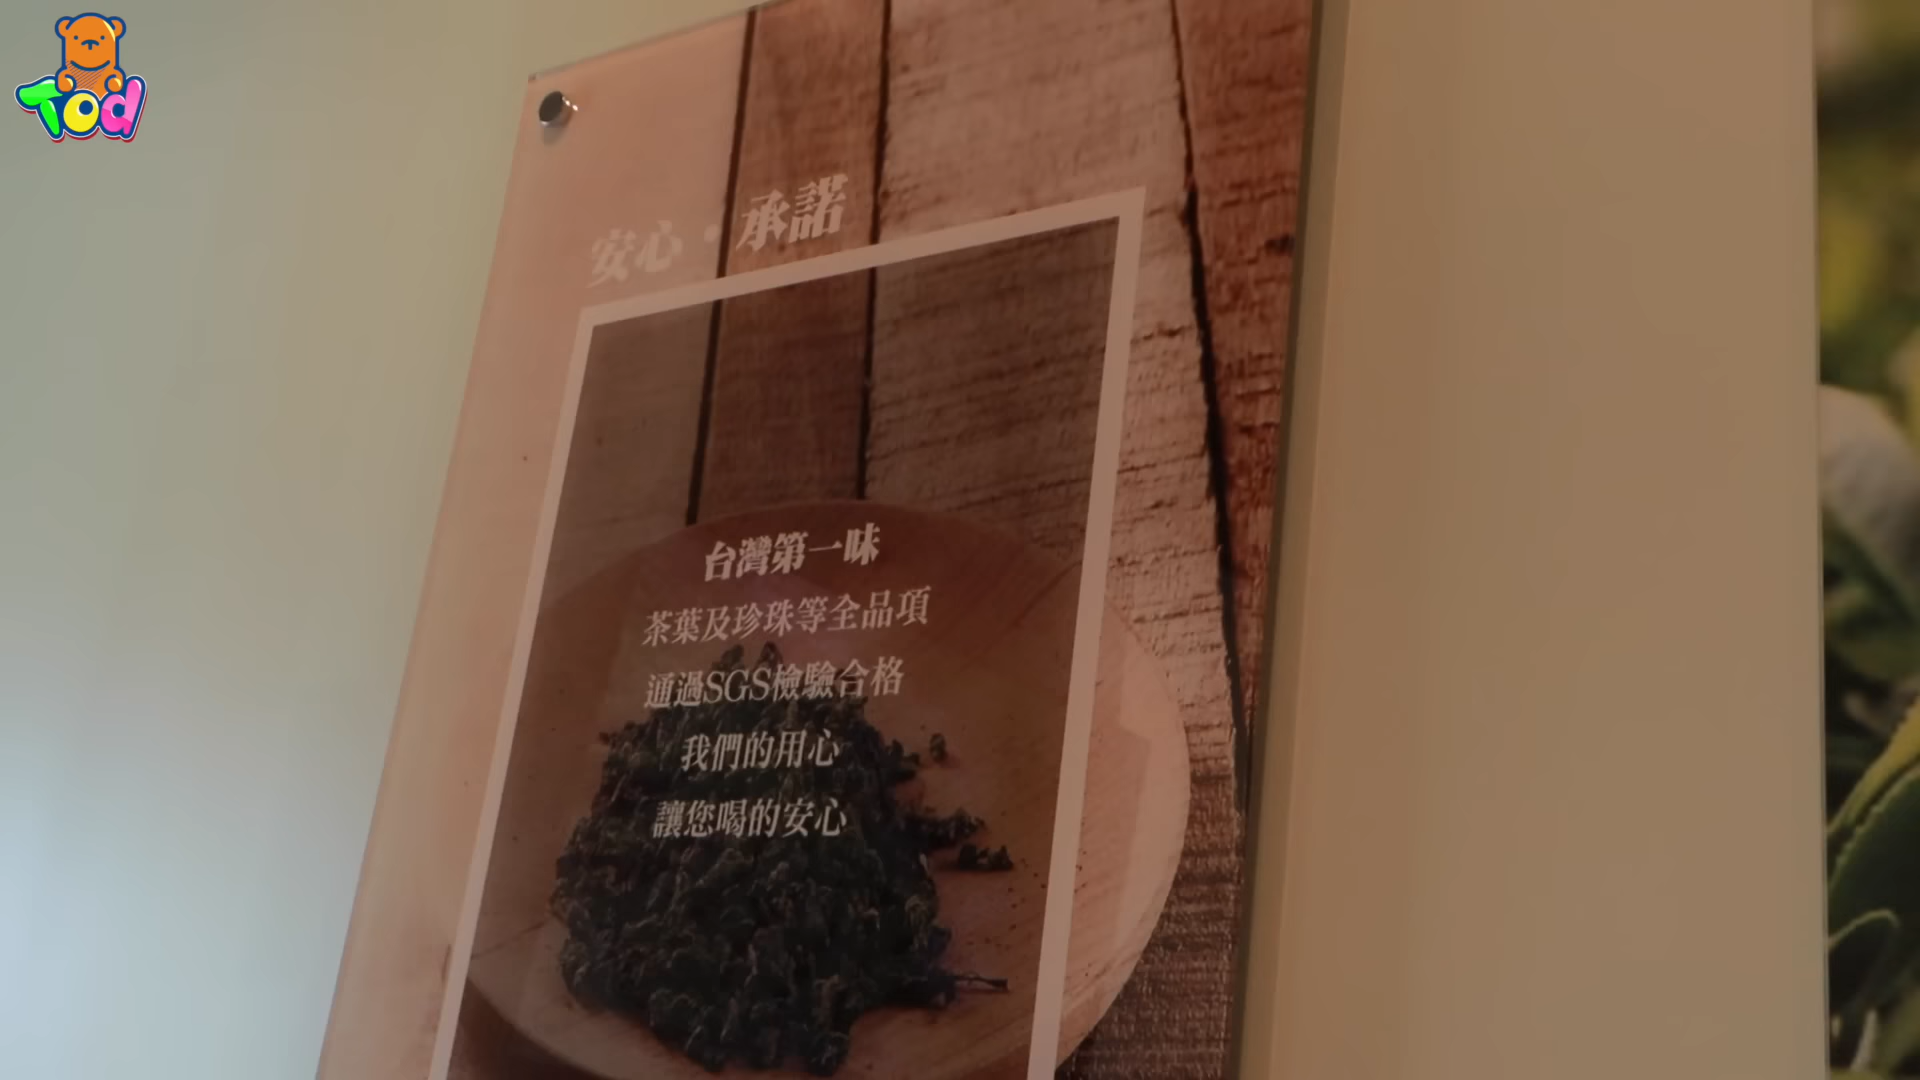 Tod
安心·承諾
台灣第一味
茶葉及珍珠等全品項
通過SGS檢驗合格
我們的用心
讓您喝的安心